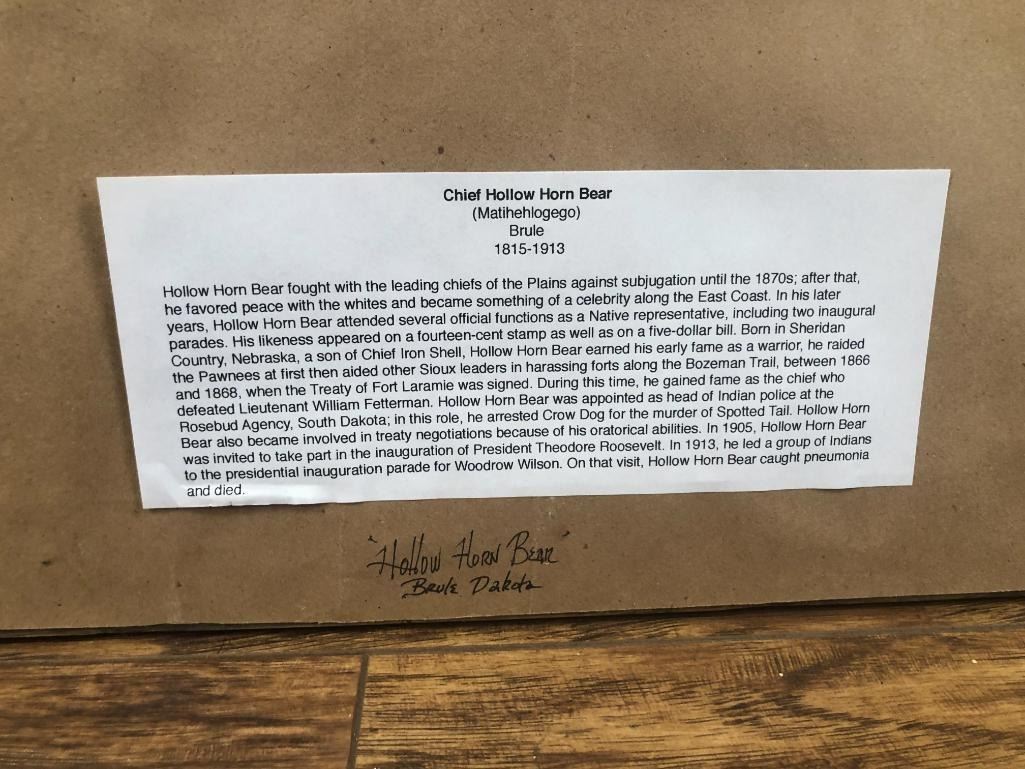 Chief Hollow Horn Bear
(Matihehlogego)
Brule
1815-1913
Hollow Horn Bear fought with the leading chiefs of the Plains against subjugation until the 1870s; after that,
he favored peace with the whites and became something of a celebrity along the East Coast. In his later
years, Hollow Horn Bear attended several official functions as a Native representative, including two inaugural
parades. His likeness appeared on a fourteen-cent stamp as well as on a five-dollar bill. Born in Sheridan
Country, Nebraska, a son of Chief Iron Shell, Hollow Horn Bear earned his early fame as a warrior, he raided
the Pawnees at first then aided other Sioux leaders in harassing forts along the Bozeman Trail, between 1866
and 1868, when the Treaty of Fort Laramie was signed. During this time, he gained fame as the chief who
defeated Lieutenant William Fetterman. Hollow Horn Bear was appointed as head of Indian police at the
Rosebud Agency, South Dakota; in this role, he arrested Crow Dog for the murder of Spotted Tail. Hollow Horn
Bear also became involved in treaty negotiations because of his oratorical abilities. In 1905, Hollow Horn Bear
was invited to take part in the inauguration of President Theodore Roosevelt. In 1913, he led a group of Indians
to the presidential inauguration parade for Woodrow Wilson. On that visit, Hollow Horn Bear caught pneumonia
and died.
"Hollow Horn Bear"
Brule Dakota